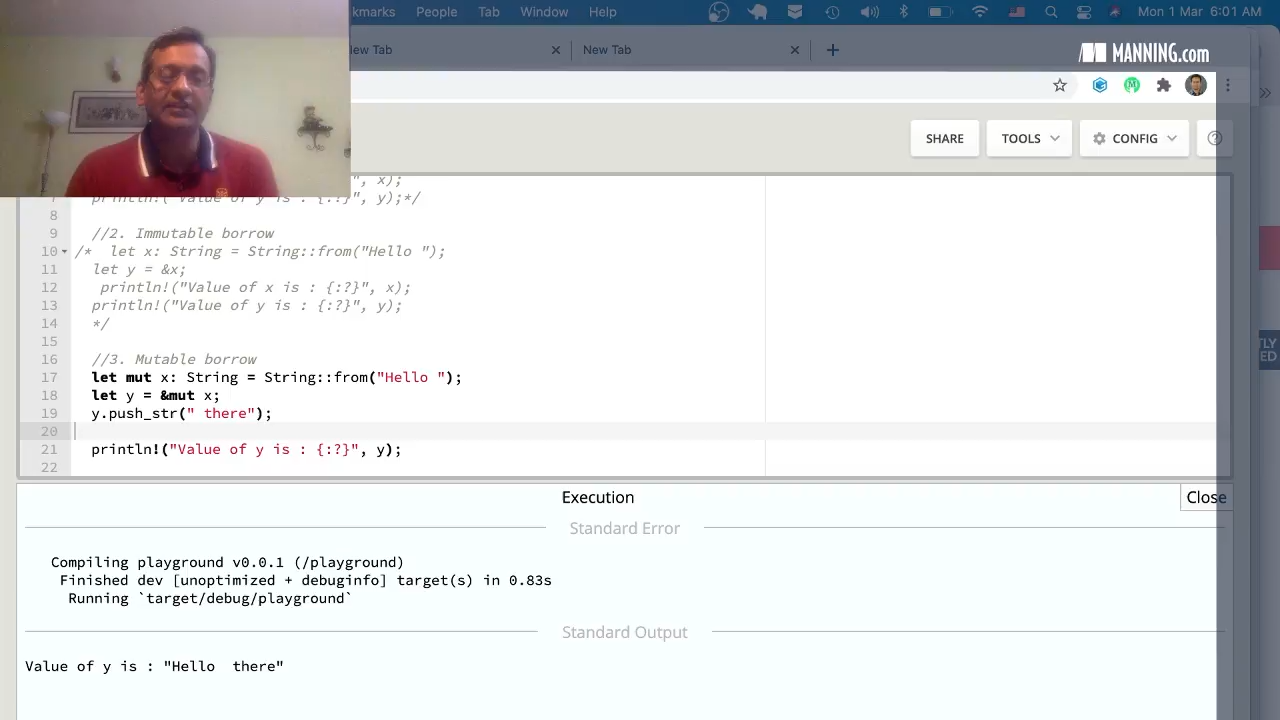 kmarks People Tab Window Help Mon 1 Mar 6:01 AM
New Tab New Tab
MANNING.com
SHARE TOOLS CONFIG
", x);
7 println!("Value of y is : {:?}", y);*/
8
9 //2. Immutable borrow
10 /* let x: String = String::from("Hello ");
11 let y = &x;
12 println!("Value of x is : {:?}", x);
13 println!("Value of y is : {:?}", y);
14 */
15
16 //3. Mutable borrow
17 let mut x: String = String::from("Hello ");
18 let y = &mut x;
19 y.push_str(" there");
20
21 println!("Value of y is : {:?}", y);
22
TLY
ED
Execution Close
Standard Error
Compiling playground v0.0.1 (/playground)
Finished dev [unoptimized + debuginfo] target(s) in 0.83s
Running `target/debug/playground`
Standard Output
Value of y is : "Hello  there"